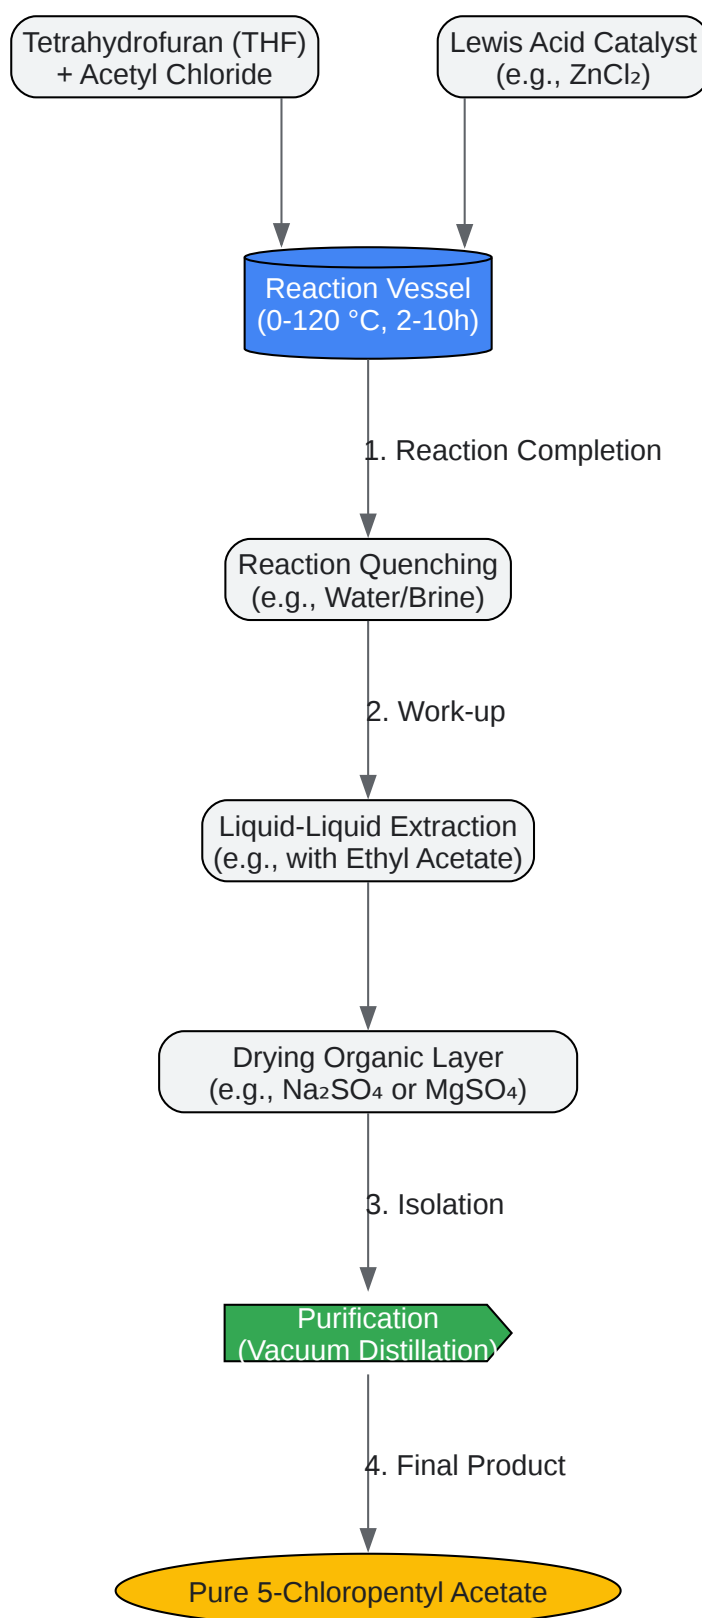 Tetrahydrofuran (THF)
+ Acetyl Chloride
Lewis Acid Catalyst
(e.g., ZnCl₂)
Reaction Vessel
(0-120 °C, 2-10h)
1. Reaction Completion
Reaction Quenching
(e.g., Water/Brine)
2. Work-up
Liquid-Liquid Extraction
(e.g., with Ethyl Acetate)
Drying Organic Layer
(e.g., Na₂SO₄ or MgSO₄)
3. Isolation
Purification
(Vacuum Distillation)
4. Final Product
Pure 5-Chloropentyl Acetate